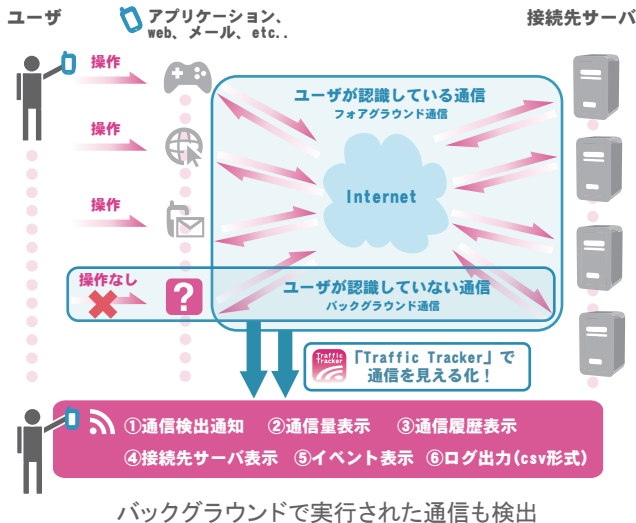 ユーザ
アプリケーション、
web、メール、etc..
接続先サーバ
操作
操作
操作
操作なし
?
ユーザが認識している通信
フォアグラウンド通信
Internet
ユーザが認識していない通信
バックグラウンド通信
Traffic
Tracker
「Traffic Tracker」で
通信を見える化！
①通信検出通知 ②通信量表示 ③通信履歴表示
④接続先サーバ表示 ⑤イベント表示 ⑥ログ出力(csv形式)
バックグラウンドで実行された通信も検出